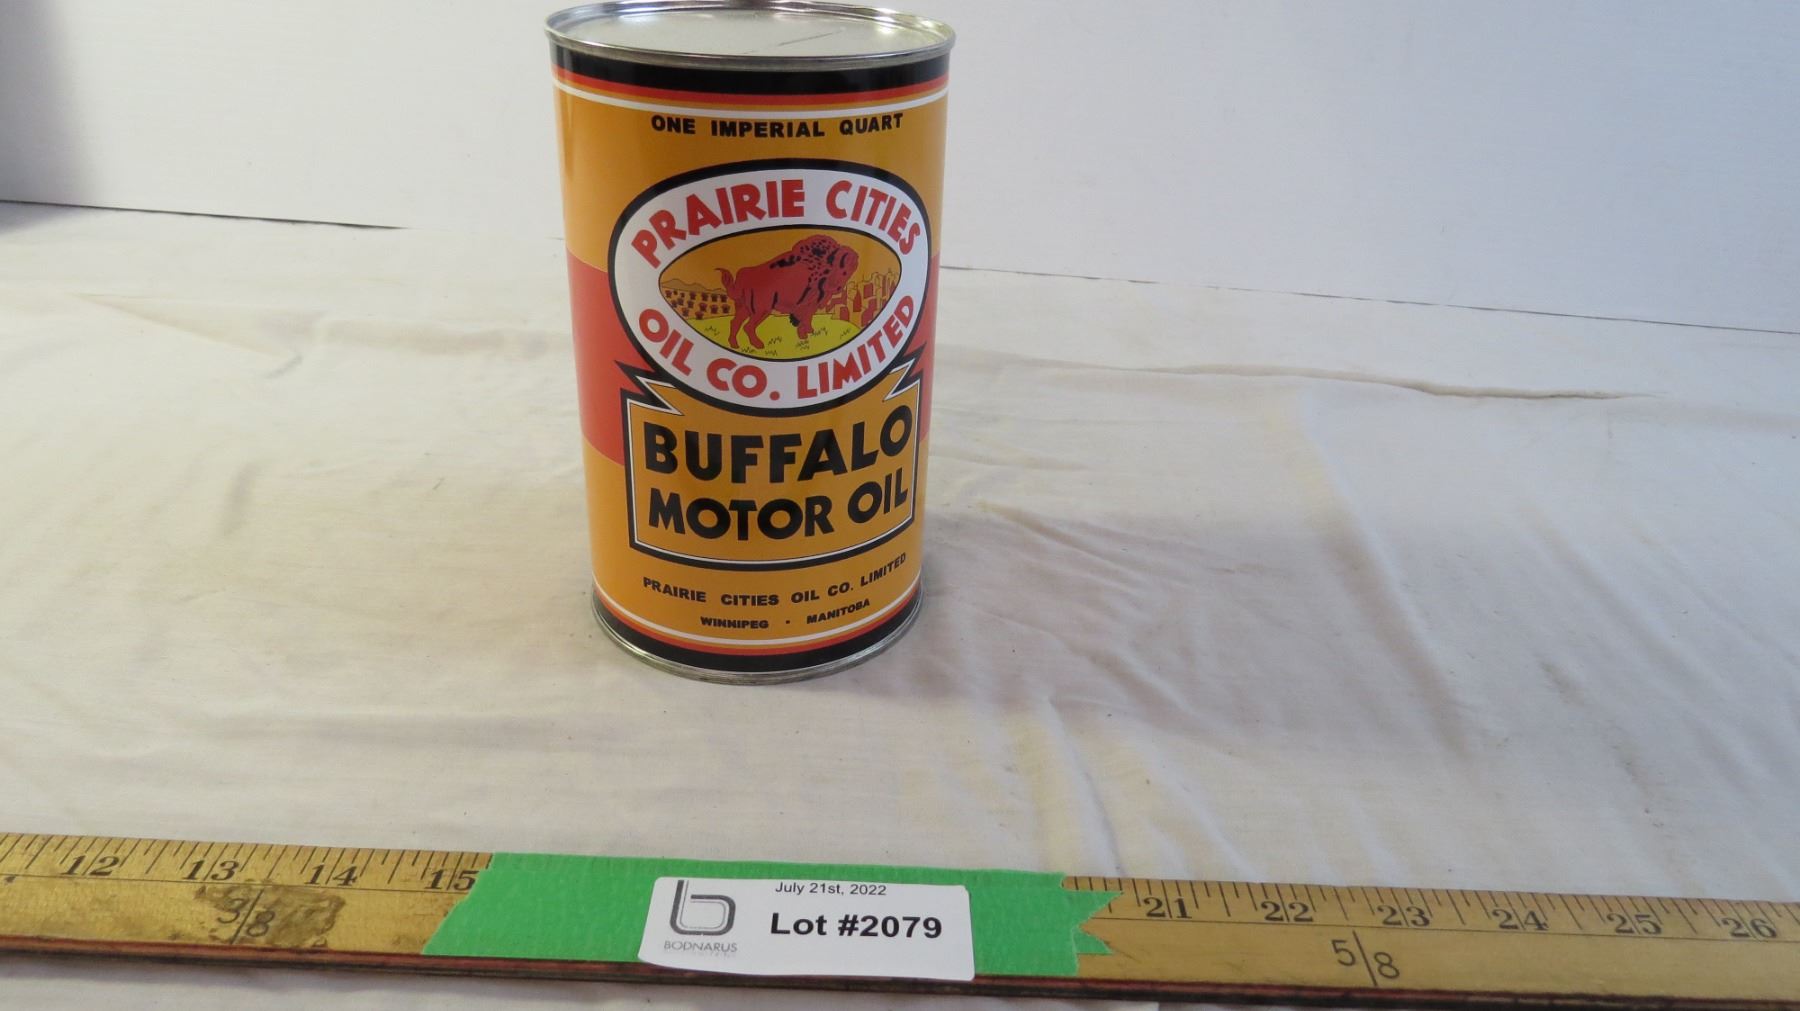 ONE IMPERIAL QUART
PRAIRIE CITIES
OIL CO. LIMITED
BUFFALO
MOTOR OIL
PRAIRIE CITIES OIL CO. LIMITED
WINNIPEG · MANITOBA
12 13 14 15 21 22 23 24 25 26
3/8
5/8
July 21st, 2022
Lot #2079
b
BODNARUS